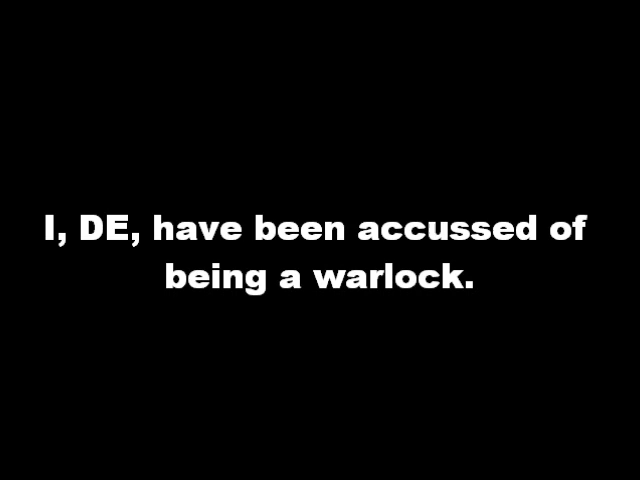 I, DE, have been accussed of
being a warlock.